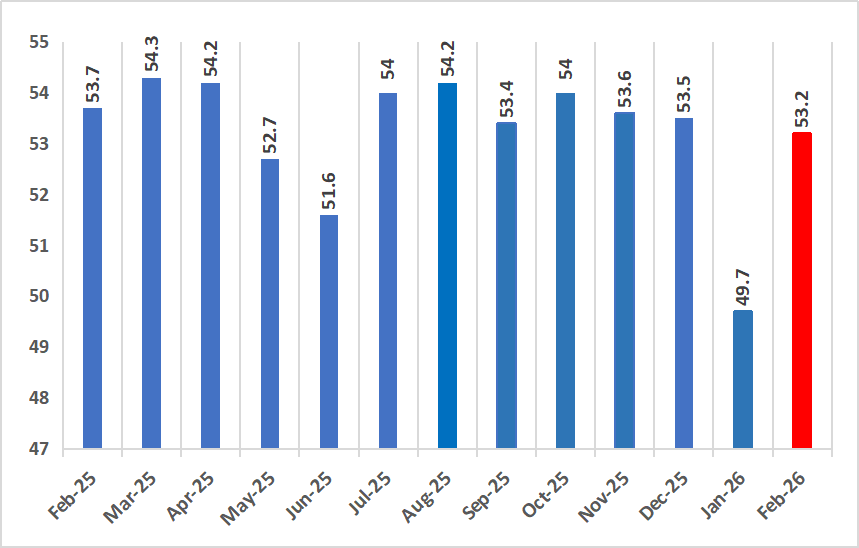 55
54
53
52
51
50
49
48
47
53.7
54.3
54.2
52.7
51.6
54
54.2
53.4
54
53.6
53.5
49.7
53.2
Feb-25
Mar-25
Apr-25
May-25
Jun-25
Jul-25
Aug-25
Sep-25
Oct-25
Nov-25
Dec-25
Jan-26
Feb-26